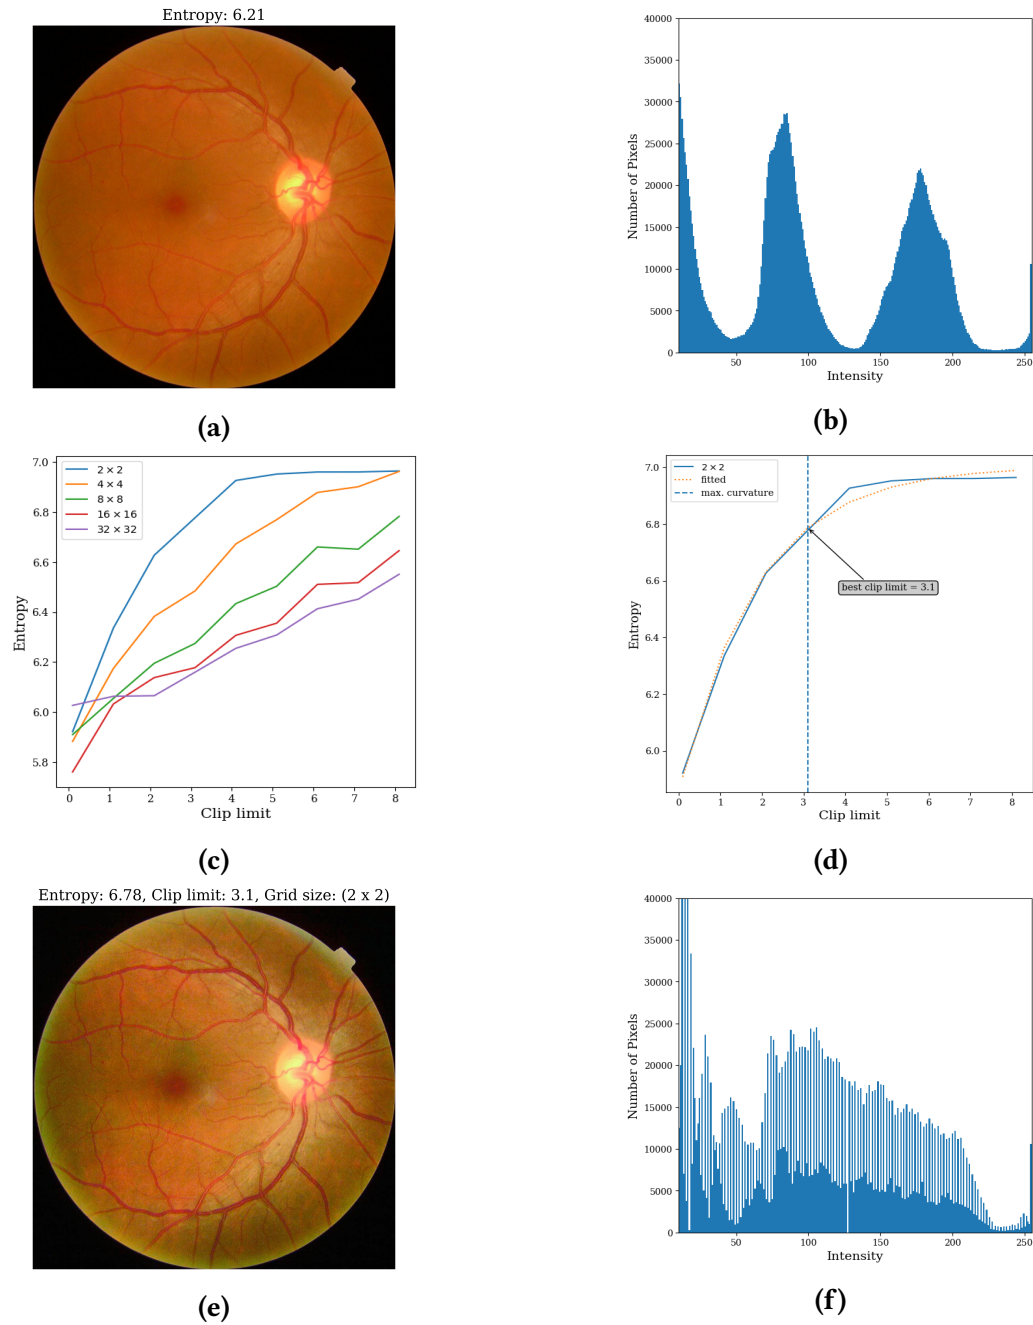 Entropy: 6.21
40000
35000
30000
25000
20000
15000
10000
5000
0
Number of Pixels
50
100
150
200
250
Intensity
(a)
(b)
7.0
6.8
6.6
6.4
6.2
6.0
5.8
Entropy
2 × 2
4 × 4
8 × 8
16 × 16
32 × 32
0
1
2
3
4
5
6
7
8
Clip limit
7.0
6.8
6.6
6.4
6.2
6.0
Entropy
2 × 2
fitted
max. curvature
best clip limit = 3.1
0
1
2
3
4
5
6
7
8
Clip limit
(c)
(d)
Entropy: 6.78, Clip limit: 3.1, Grid size: (2 x 2)
40000
35000
30000
25000
20000
15000
10000
5000
0
Number of Pixels
50
100
150
200
250
Intensity
(e)
(f)